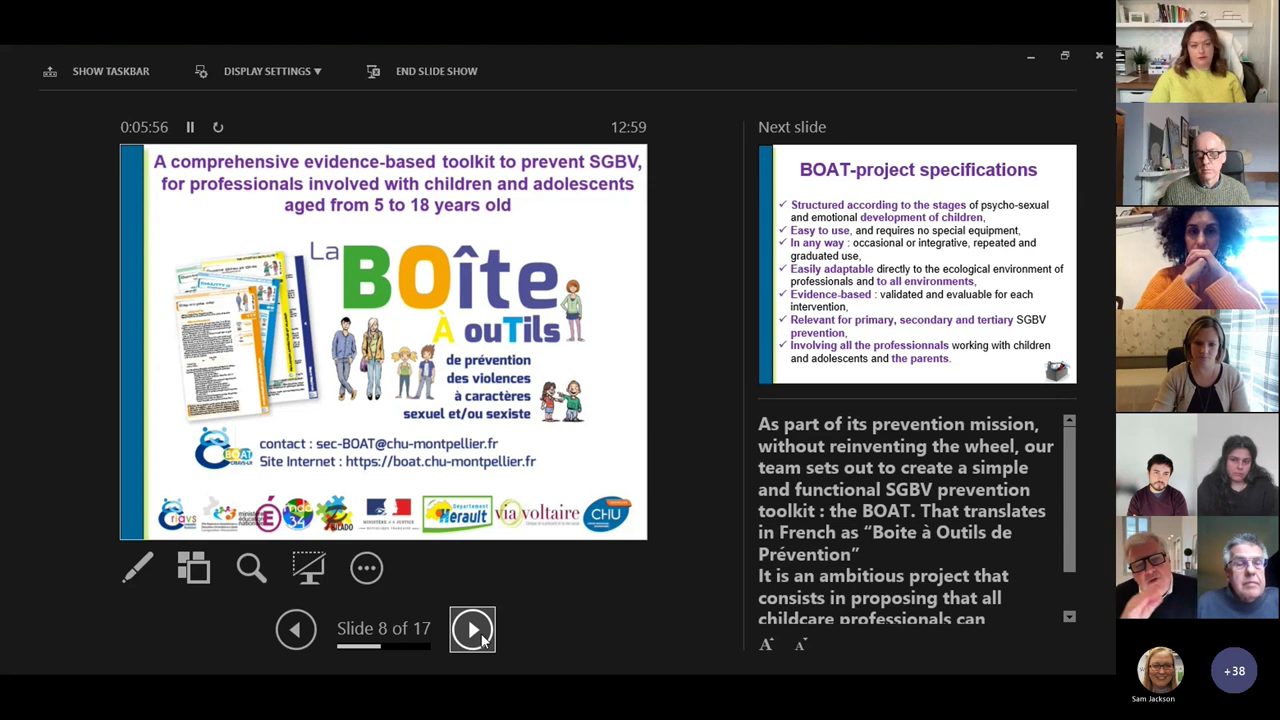 SHOW TASKBAR
DISPLAY SETTINGS ▼
END SLIDE SHOW
0:05:56
12:59
A comprehensive evidence-based toolkit to prevent SGBV,
for professionals involved with children and adolescents
aged from 5 to 18 years old
La
BOîte
À ouTils
de prévention
des violences
à caractères
sexuel et/ou sexiste
BOAT
contact : sec-BOAT@chu-montpellier.fr
Site Internet : https://boat.chu-montpellier.fr
Département
Hérault
via voltaire
CHU
Slide 8 of 17
Next slide
BOAT-project specifications
✓ Structured according to the stages of psycho-sexual
and emotional development of children,
✓ Easy to use, and requires no special equipment,
✓ In any way : occasional or integrative, repeated and
graduated use,
✓ Easily adaptable directly to the ecological environment of
professionals and to all environments,
✓ Evidence-based : validated and evaluable for each
intervention,
✓ Relevant for primary, secondary and tertiary SGBV
prevention,
✓ Involving all the professionnals working with children
and adolescents and the parents.
As part of its prevention mission,
without reinventing the wheel, our
team sets out to create a simple
and functional SGBV prevention
toolkit : the BOAT. That translates
in French as “Boite à Outils de
Prévention”
It is an ambitious project that
consists in proposing that all
childcare professionals can
A
A
Sam Jackson
+38